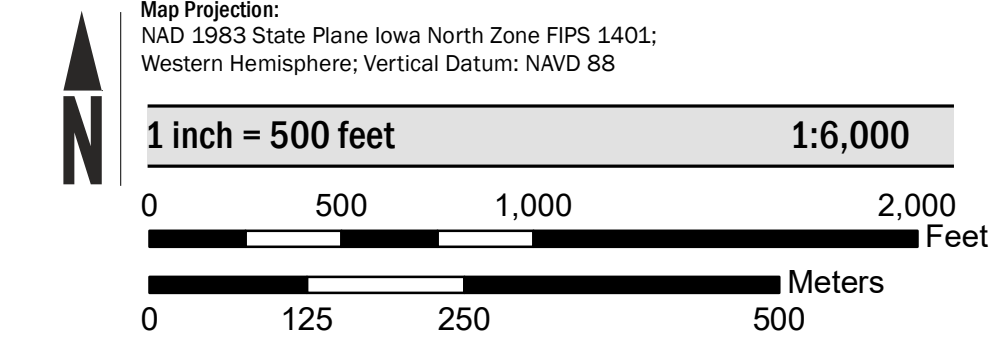 Map Projection:
NAD 1983 State Plane Iowa North Zone FIPS 1401;
Western Hemisphere; Vertical Datum: NAVD 88
N
1 inch = 500 feet 1:6,000
0 500 1,000 2,000
Feet
Meters
0 125 250 500